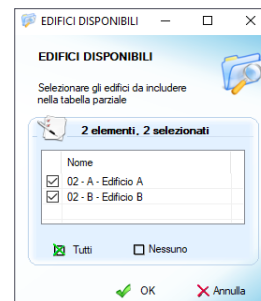 EDIFICI DISPONIBILI
EDIFICI DISPONIBILI
Selezionare gli edifici da includere
nella tabella parziale
2 elementi, 2 selezionati
Nome
02 - A - Edificio A
02 - B - Edificio B
Tutti
Nessuno
OK
Annulla